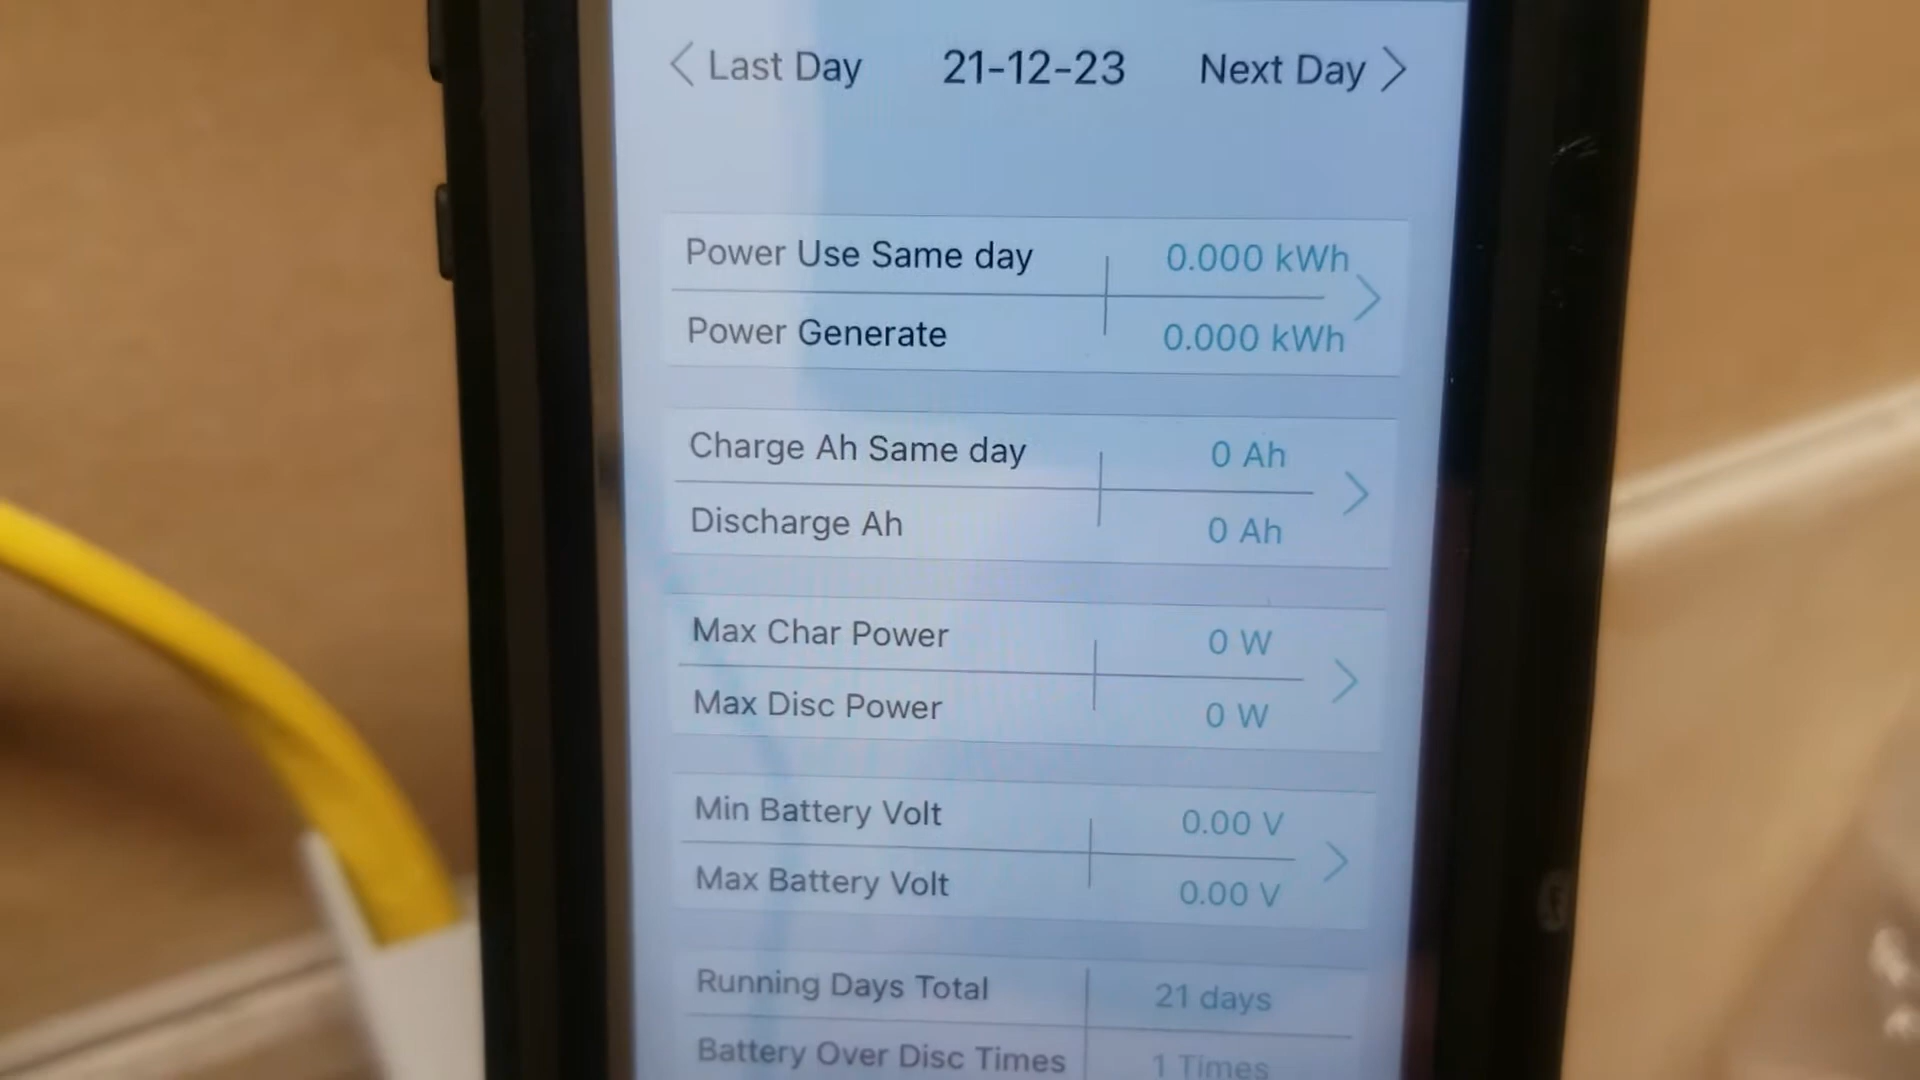 Last Day 21-12-23 Next Day
Power Use Same day 0.000 kWh
Power Generate 0.000 kWh
Charge Ah Same day 0 Ah
Discharge Ah 0 Ah
Max Char Power 0 W
Max Disc Power 0 W
Min Battery Volt 0.00 V
Max Battery Volt 0.00 V
Running Days Total 21 days
Battery Over Disc Times 1 Times